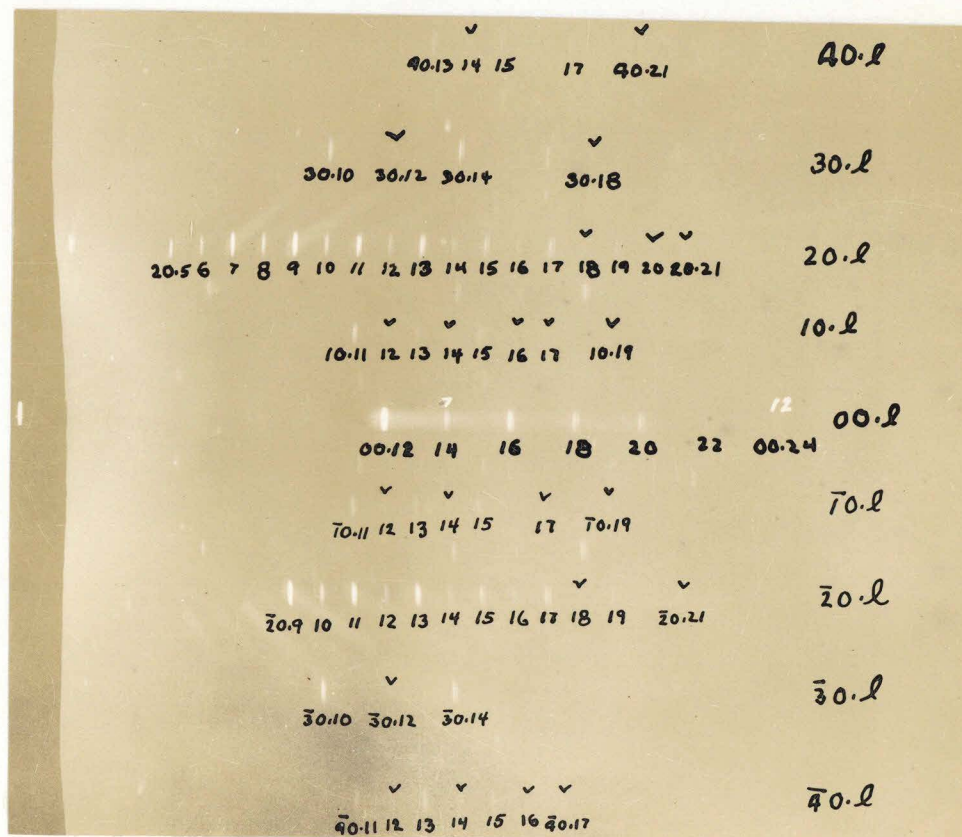 40.13 14 15 17 40.21 40.l
30.10 30.12 30.14 30.18 30.l
20.5 6 7 8 9 10 11 12 13 14 15 16 17 18 19 20 20.21 20.l
10.11 12 13 14 15 16 17 10.19 10.l
12
00.12 14 16 18 20 22 00.24 00.l
1̄0.11 12 13 14 15 17 1̄0.19 1̄0.l
2̄0.9 10 11 12 13 14 15 16 17 18 19 2̄0.21 2̄0.l
3̄0.10 3̄0.12 3̄0.14 3̄0.l
4̄0.11 12 13 14 15 16 4̄0.17 4̄0.l